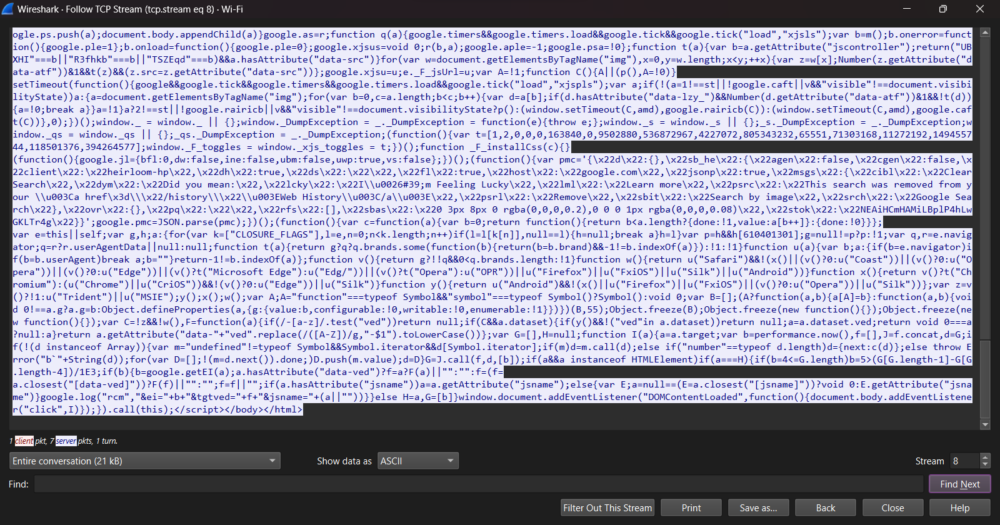 Wireshark · Follow TCP Stream (tcp.stream eq 8) · Wi-Fi
ogle.ps.push(a);document.body.appendChild(a)}google.as=r;function q(a){google.timers&&google.timers.load&&google.tick&&google.tick("load","xjsls");var b=m();b.onerror=funct
ion(){google.ple=1};b.onload=function(){google.ple=0};google.xjsus=void 0;r(b,a);google.aple=-1;google.psa=!0};function t(a){var b=a.getAttribute("jscontroller");return("UB
XHI"===b||"R3fhkb"===b||"TSZEqd"===b)&&a.hasAttribute("data-src")}for(var w=document.getElementsByTagName("img"),x=0,y=w.length;x<y;++x){var z=w[x];Number(z.getAttribute("d
ata-atf"))&1&&t(z)&&(z.src=z.getAttribute("data-src"))};google.xjsu=u;e._F_jsUrl=u;var A=!1;function C(){A||(p(),A=!0)}
setTimeout(function(){google&&google.tick&&google.timers&&google.timers.load&&google.tick("load","xjspls");var a;if(!(a=1!==st||!google.caft||v&&"visible"!==document.visibi
lityState))a:{a=document.getElementsByTagName("img");for(var b=0,c=a.length;b<c;b++){var d=a[b];if(d.hasAttribute("data-lzy_")&&Number(d.getAttribute("data-atf"))&1&&!t(d))
{a=!0;break a}}a=!1}a?2!==st||!google.rairicb||v&&"visible"!==document.visibilityState?p():(window.setTimeout(C,amd),google.rairicb(C)):(window.setTimeout(C,amd),google.caf
t(C))},0);})();window._ = window._ || {};window._DumpException = _._DumpException = function(e){throw e;};window._s = window._s || {};_s._DumpException = _._DumpException;w
indow._qs = window._qs || {};_qs._DumpException = _._DumpException;(function(){var t=[1,2,0,0,0,163840,0,9502880,536872967,4227072,805343232,65551,71303168,11272192,1494557
44,118501376,394264577];window._F_toggles = window._xjs_toggles = t;})();function _F_installCss(c){}
(function(){google.jl={bfl:0,dw:false,ine:false,ubm:false,uwp:true,vs:false};})();(function(){var pmc='{\x22d\x22:{},\x22sb_he\x22:{\x22agen\x22:false,\x22cgen\x22:false,\x
22client\x22:\x22heirloom-hp\x22,\x22dh\x22:true,\x22ds\x22:\x22\x22,\x22fl\x22:true,\x22host\x22:\x22google.com\x22,\x22jsonp\x22:true,\x22msgs\x22:{\x22cibl\x22:\x22Clear
Search\x22,\x22dym\x22:\x22Did you mean:\x22,\x22lcky\x22:\x22I\\u0026#39;m Feeling Lucky\x22,\x22lml\x22:\x22Learn more\x22,\x22psrc\x22:\x22This search was removed from y
our \\u003Ca href\x3d\\\x22/history\\\x22\\u003EWeb History\\u003C/a\\u003E\x22,\x22psrl\x22:\x22Remove\x22,\x22sbit\x22:\x22Search by image\x22,\x22srch\x22:\x22Google Sea
rch\x22},\x22ovr\x22:{},\x22pq\x22:\x22\x22,\x22rfs\x22:[],\x22sbas\x22:\x220 3px 8px 0 rgba(0,0,0,0.2),0 0 0 1px rgba(0,0,0,0.08)\x22,\x22stok\x22:\x22NEAiHCmHAMiLBplP4hLw
GKLTr4g\x22}}';google.pmc=JSON.parse(pmc);})();(function(){var c=function(a){var b=0;return function(){return b<a.length?{done:!1,value:a[b++]}:{done:!0}}};
var e=this||self;var g,h;a:{for(var k=["CLOSURE_FLAGS"],l=e,n=0;n<k.length;n++)if(l=l[k[n]],null==l){h=null;break a}h=l}var p=h&&h[610401301];g=null!=p?p:!1;var q,r=e.navig
ator;q=r?r.userAgentData||null:null;function t(a){return g?q?q.brands.some(function(b){return(b=b.brand)&&-1!=b.indexOf(a)}):!1:!1}function u(a){var b;a:{if(b=e.navigator)i
f(b=b.userAgent)break a;b=""}return-1!=b.indexOf(a)};function v(){return g?!!q&&0<q.brands.length:!1}function w(){return u("Safari")&&!(x()||(v()?0:u("Coast"))||(v()?0:u("O
pera"))||(v()?0:u("Edge"))||(v()?t("Microsoft Edge"):u("Edg/"))||(v()?t("Opera"):u("OPR"))||u("Firefox")||u("FxiOS")||u("Silk")||u("Android"))}function x(){return v()?t("Ch
romium"):(u("Chrome")||u("CriOS"))&&!(v()?0:u("Edge"))||u("Silk")}function y(){return u("Android")&&!(x()||u("Firefox")||u("FxiOS")||(v()?0:u("Opera"))||u("Silk"))};var z=v
()?!1:u("Trident")||u("MSIE");y();x();w();var A;A="function"===typeof Symbol&&"symbol"===typeof Symbol()?Symbol():void 0;var B=[];(A?function(a,b){a[A]=b}:function(a,b){voi
d 0!==a.g?a.g=b:Object.defineProperties(a,{g:{value:b,configurable:!0,writable:!0,enumerable:!1}})})(B,55);Object.freeze(B);Object.freeze(new function(){});Object.freeze(ne
w function(){});var C=!z&&!w(),F=function(a){if(/-[a-z]/.test("ved"))return null;if(C&&a.dataset){if(y()&&!("ved"in a.dataset))return null;a=a.dataset.ved;return void 0===a
?null:a}return a.getAttribute("data-"+"ved".replace(/([A-Z])/g,"-$1").toLowerCase())};var G=[],H=null;function I(a){a=a.target;var b=performance.now(),f=[],J=f.concat,d=G;i
f(!(d instanceof Array)){var m="undefined"!=typeof Symbol&&Symbol.iterator&&d[Symbol.iterator];if(m)d=m.call(d);else if("number"==typeof d.length)d={next:c(d)};else throw E
rror("b`"+String(d));for(var D=[];!(m=d.next()).done;)D.push(m.value);d=D}G=J.call(f,d,[b]);if(a&&a instanceof HTMLElement)if(a===H){if(b=4<=G.length)b=5>(G[G.length-1]-G[G
.length-4])/1E3;if(b){b=google.getEI(a);a.hasAttribute("data-ved")?f=a?F(a)||"":"":f=(f=
a.closest("[data-ved]"))?F(f)||"":"";f=f||"";if(a.hasAttribute("jsname"))a=a.getAttribute("jsname");else{var E;a=null==(E=a.closest("[jsname]"))?void 0:E.getAttribute("jsna
me")}google.log("rcm","&ei="+b+"&tgtved="+f+"&jsname="+(a||""))}}else H=a,G=[b]}window.document.addEventListener("DOMContentLoaded",function(){document.body.addEventListene
r("click",I)});}).call(this);</script></body></html>
1 client pkt, 7 server pkts, 1 turn.
Entire conversation (21 kB)
Show data as
ASCII
Stream
8
Find:
Find Next
Filter Out This Stream
Print
Save as...
Back
Close
Help